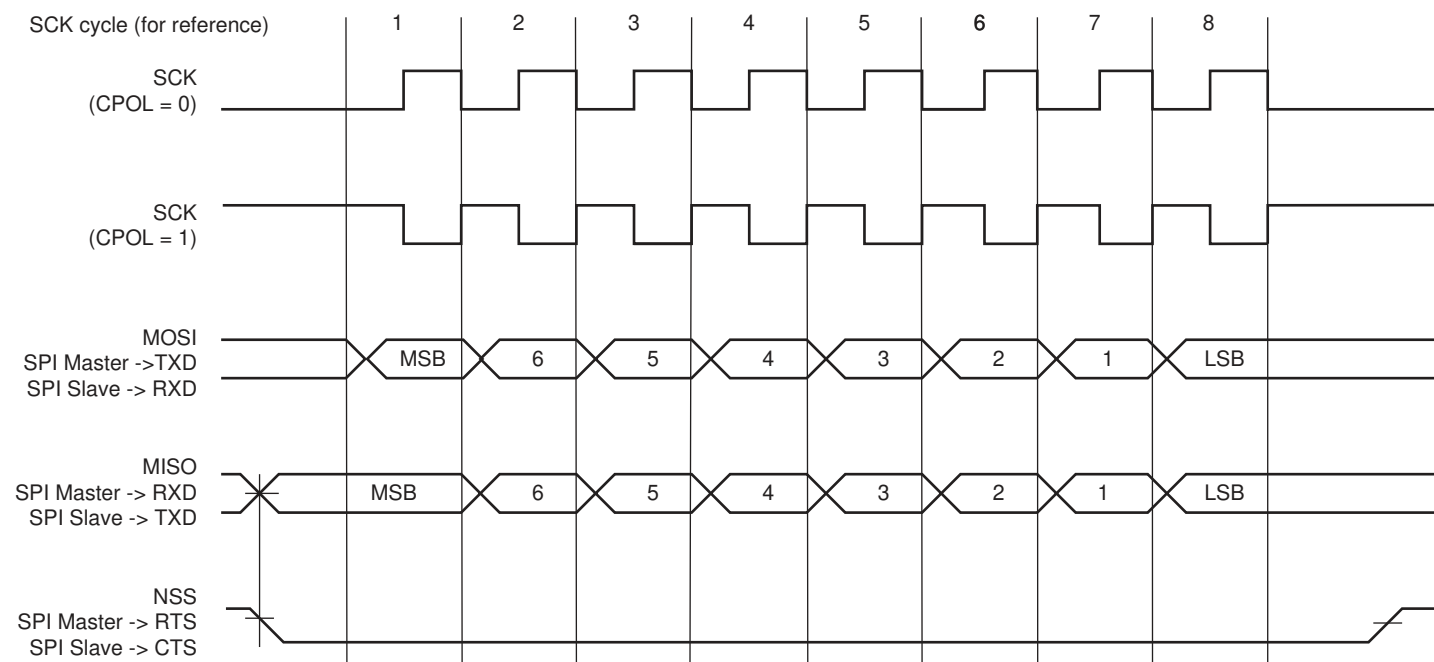 SCK cycle (for reference) 1 2 3 4 5 6 7 8
SCK
(CPOL = 0)
SCK
(CPOL = 1)
MOSI
SPI Master ->TXD
SPI Slave -> RXD
MSB 6 5 4 3 2 1 LSB
MISO
SPI Master -> RXD
SPI Slave -> TXD
MSB 6 5 4 3 2 1 LSB
NSS
SPI Master -> RTS
SPI Slave -> CTS